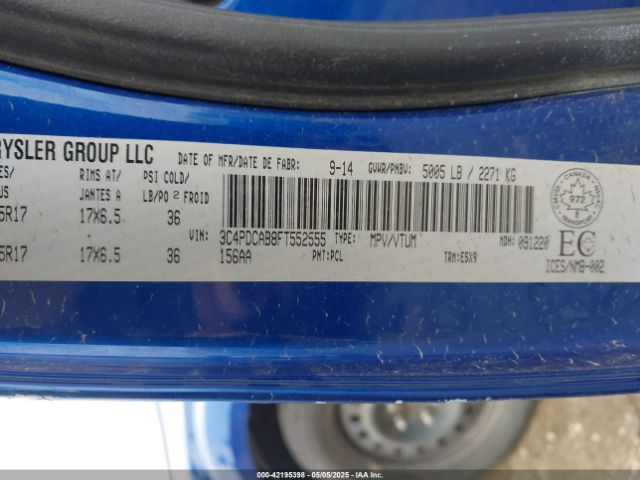 RYSLER GROUP LLC DATE OF MFR/DATE DE FABR: 9-14 GVWR/PNBV: 5005 LB / 2271 KG
ES/ RIMS AT/ PSI COLD/
US JANTES A LB/PO 2 FROID
5R17 17X6.5 36
VIN: 3C4PDCAB8FT552555 TYPE: MPV/VTUM MDH: 091220
5R17 17X6.5 36 156AA PNT:PCL TRM:E5X9
CANADA
972
TRANSPORT
EC
ICES/NMB-002
000-42195398 - 05/05/2025 - IAA Inc.